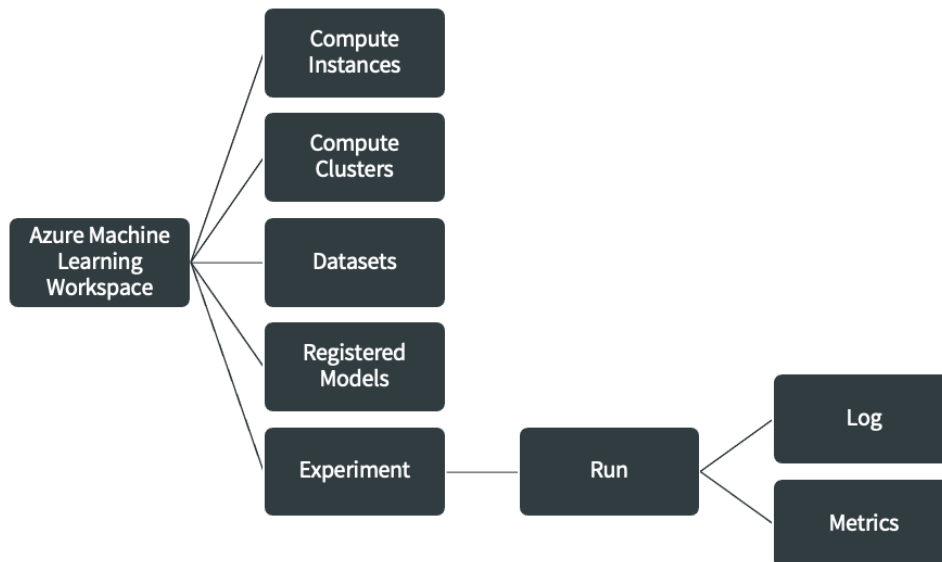 Compute
Instances
Compute
Clusters
Azure Machine
Learning
Workspace
Datasets
Registered
Models
Experiment
Run
Log
Metrics